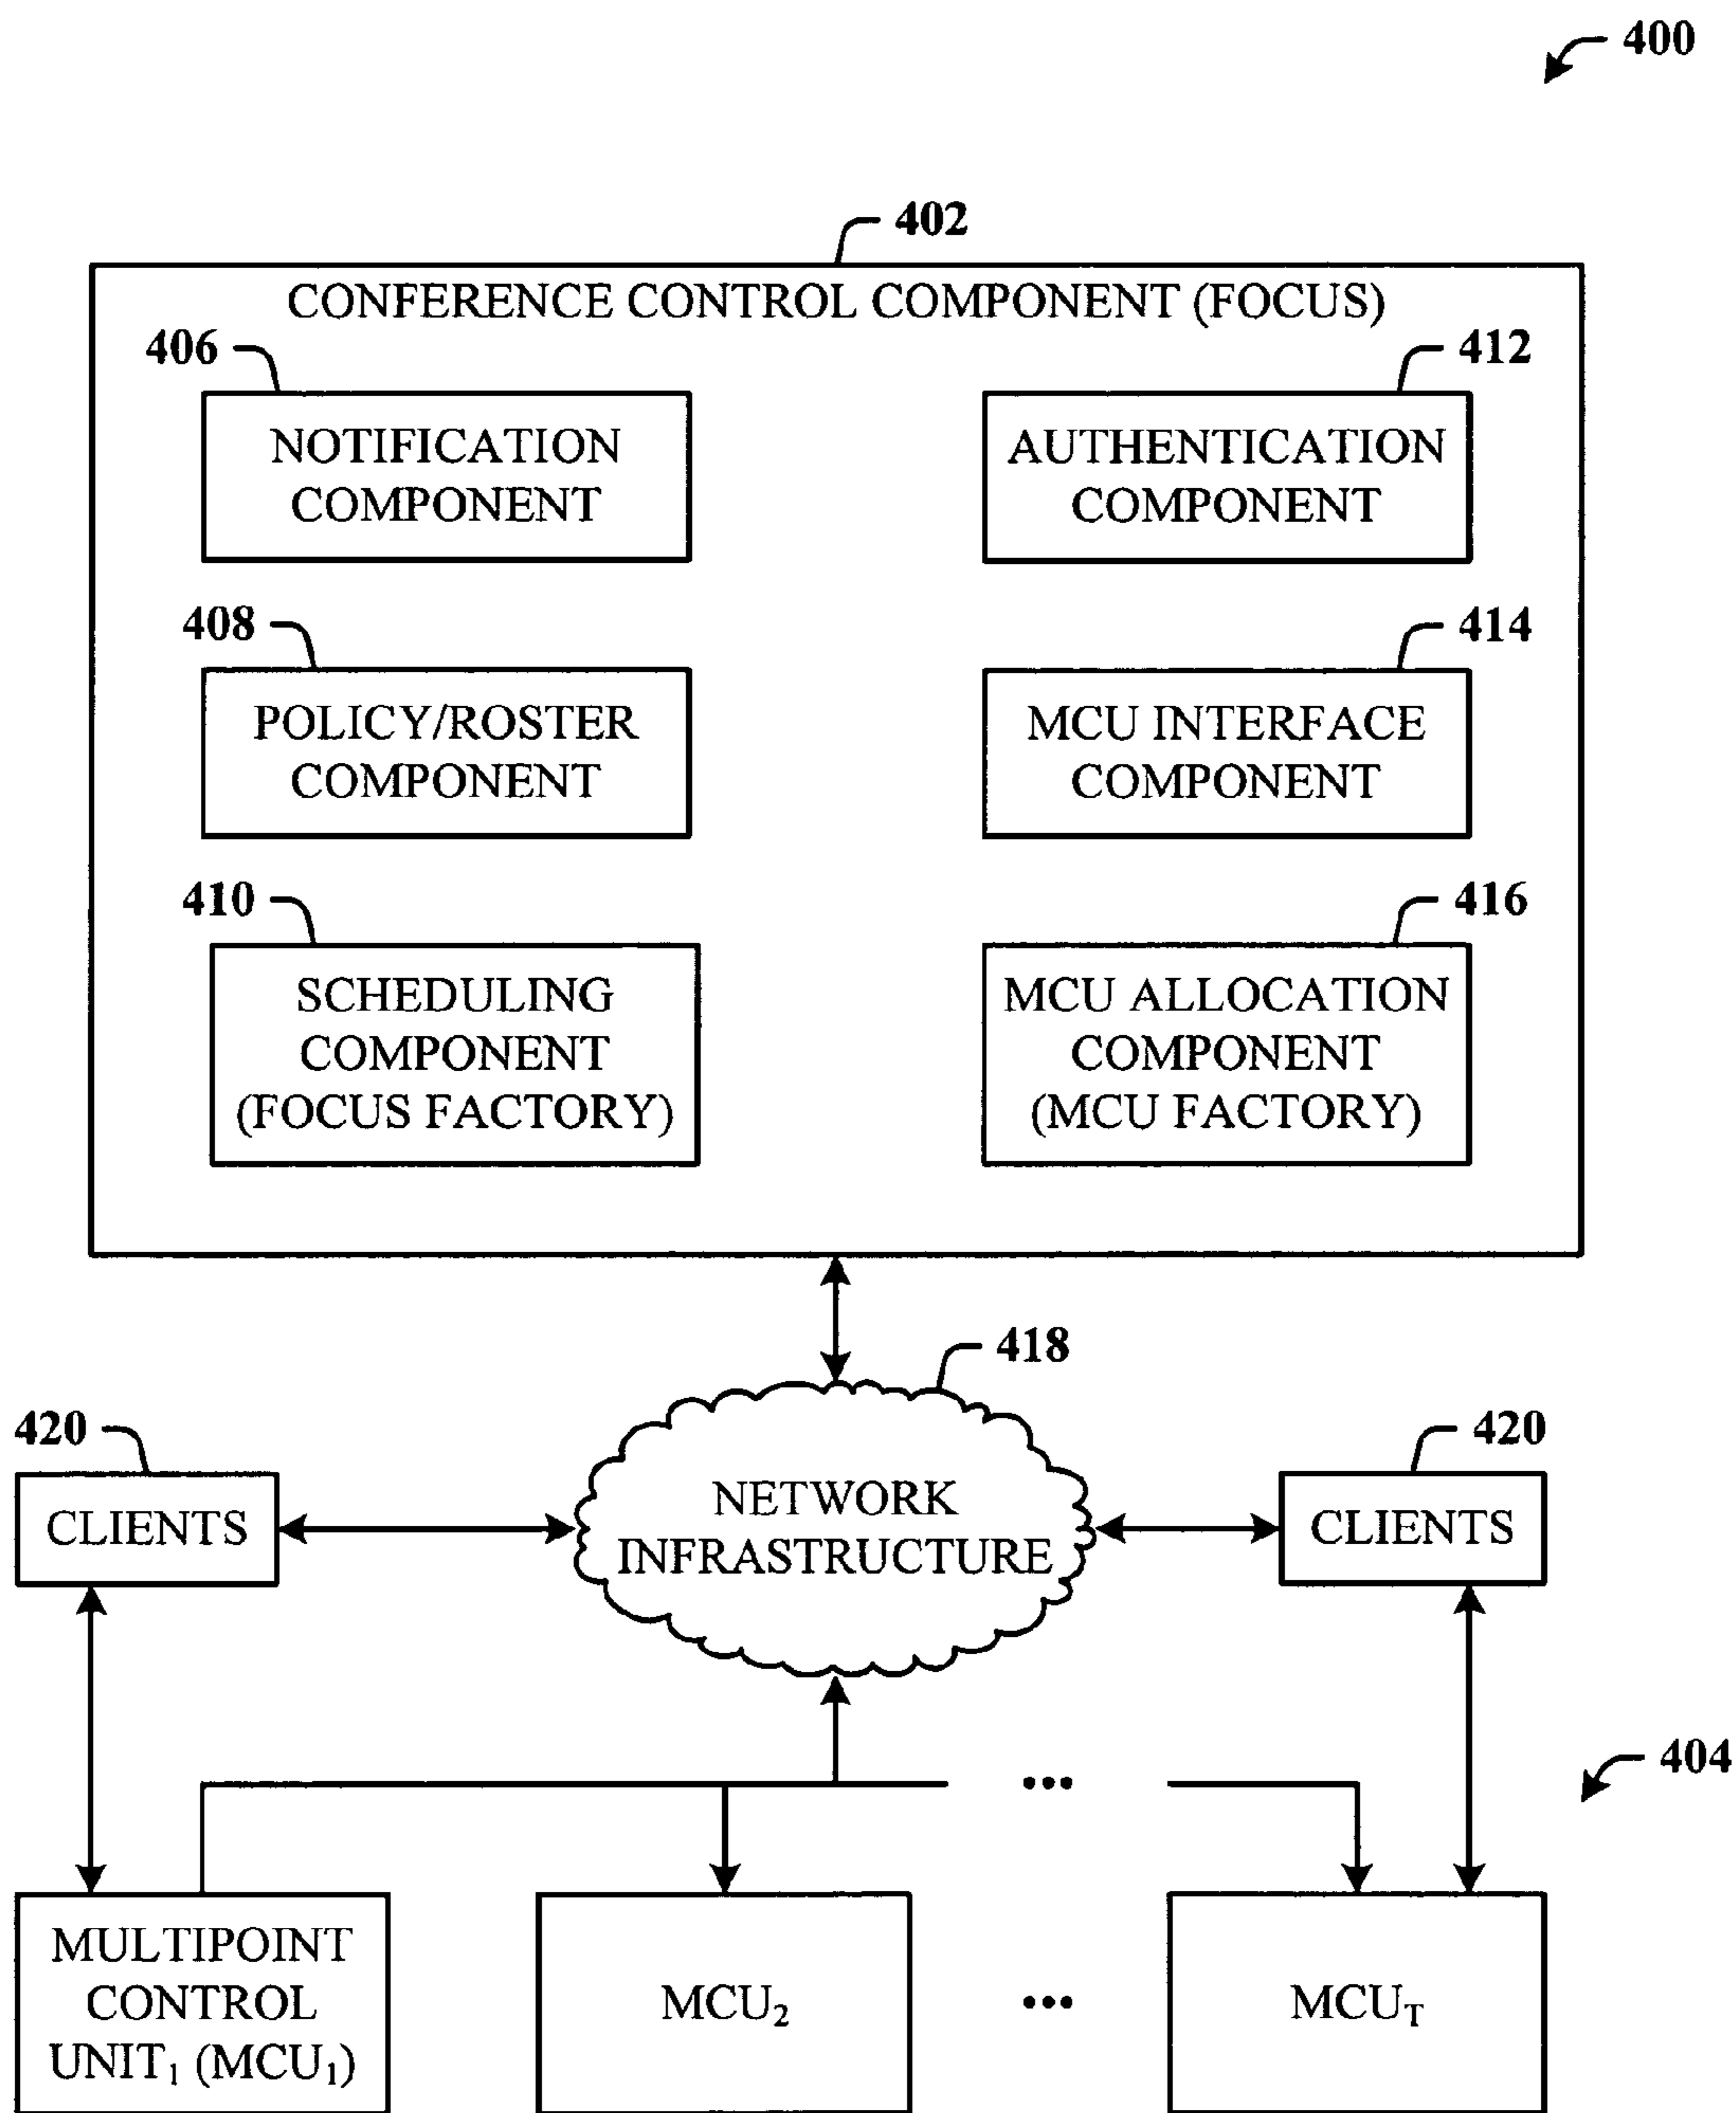 400
402
CONFERENCE CONTROL COMPONENT (FOCUS)
406
412
NOTIFICATION
COMPONENT
AUTHENTICATION
COMPONENT
408
414
POLICY/ROSTER
COMPONENT
MCU INTERFACE
COMPONENT
410
416
SCHEDULING
COMPONENT
(FOCUS FACTORY)
MCU ALLOCATION
COMPONENT
(MCU FACTORY)
418
420
420
CLIENTS
NETWORK
INFRASTRUCTURE
CLIENTS
404
•••
MULTIPOINT
CONTROL
UNIT₁ (MCU₁)
MCU₂
•••
MCU_T